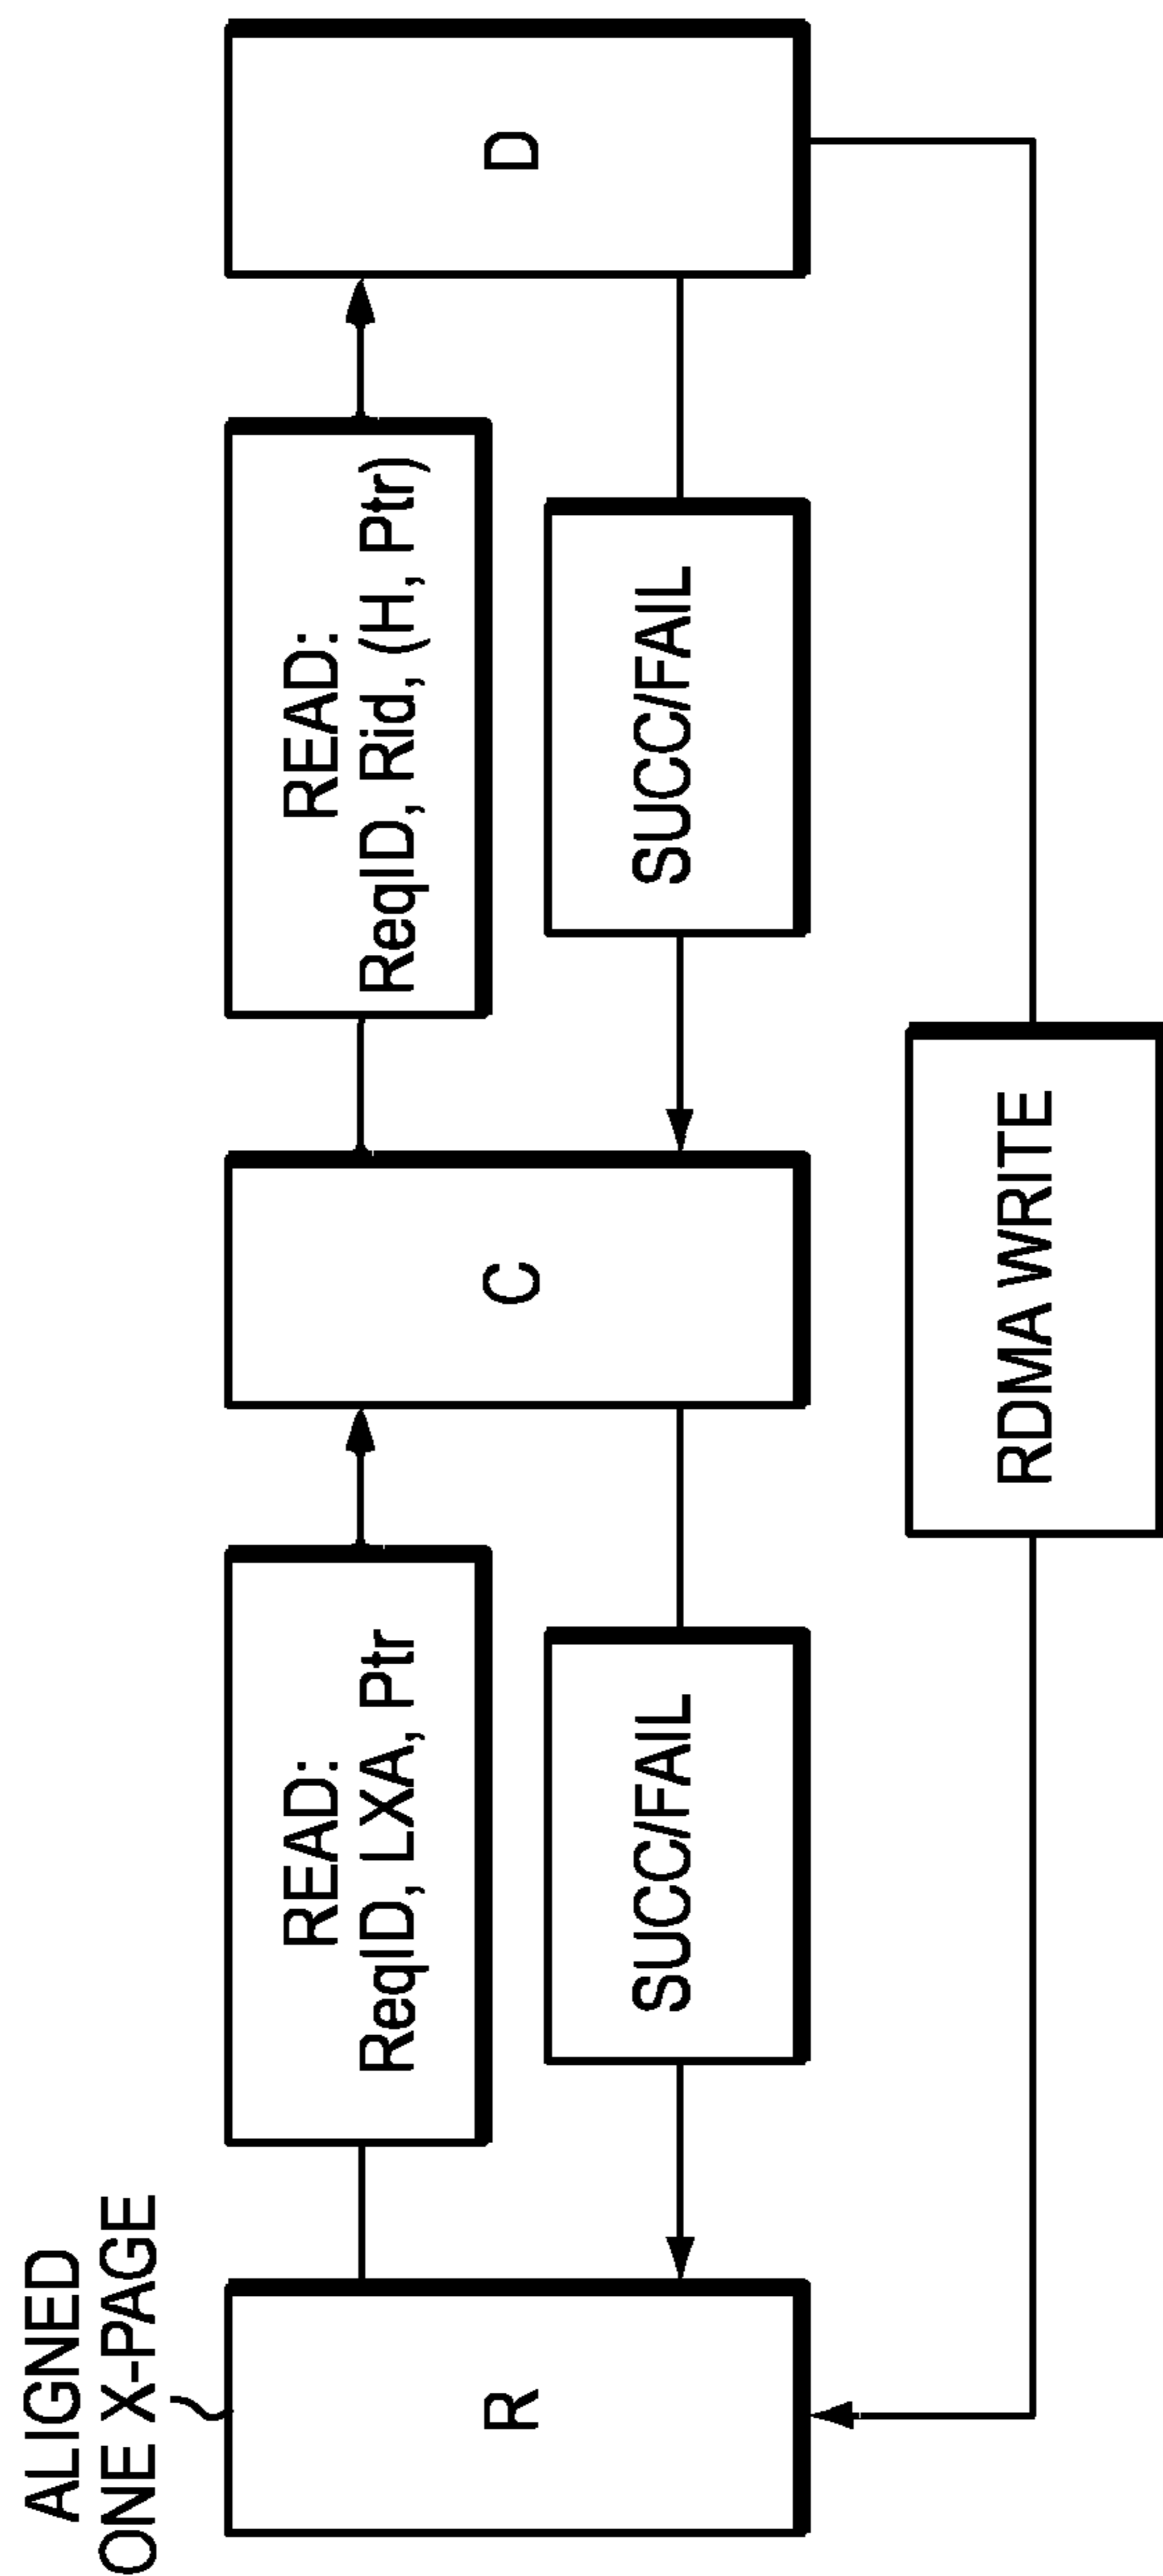 ALIGNED
ONE X-PAGE
R
READ:
ReqID, LXA, Ptr
SUCC/FAIL
C
READ:
ReqID, Rid, (H, Ptr)
SUCC/FAIL
D
RDMA WRITE